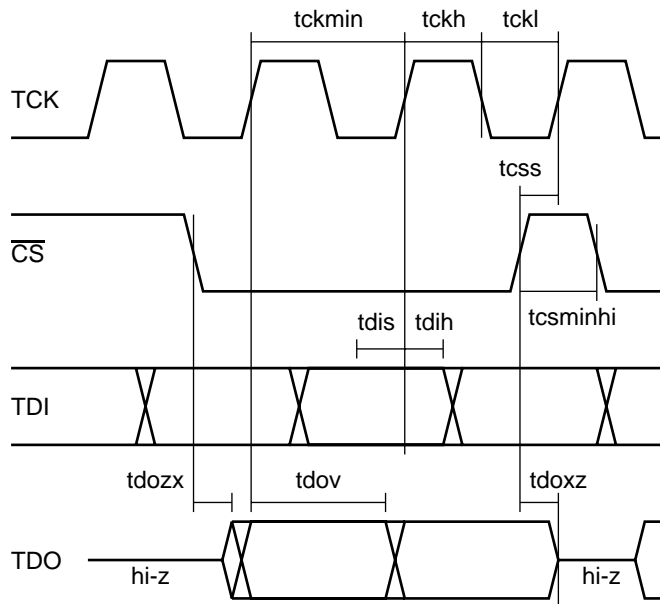 tckmin tckh tckl
TCK
tcss
CS
tcsminhi
tdis tdih
TDI
tdozx tdov tdoxz
TDO
hi-z hi-z